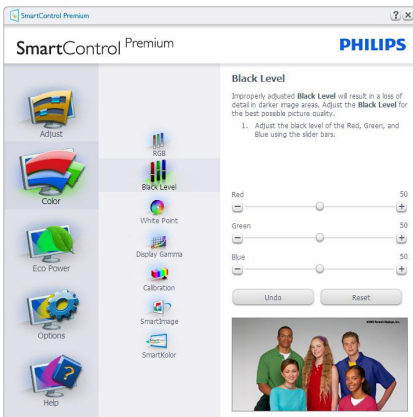 SmartControl Premium
SmartControl Premium
PHILIPS
Adjust
Color
Eco Power
Options
Help
RGB
Black Level
White Point
Display Gamma
Calibration
SmartImage
SmartKolor
Black Level
Improperly adjusted Black Level will result in a loss of
detail in darker image areas. Adjust the Black Level for
the best possible picture quality.
1. Adjust the black level of the Red, Green, and
Blue using the slider bars.
Red 50
Green 50
Blue 50
Undo Reset